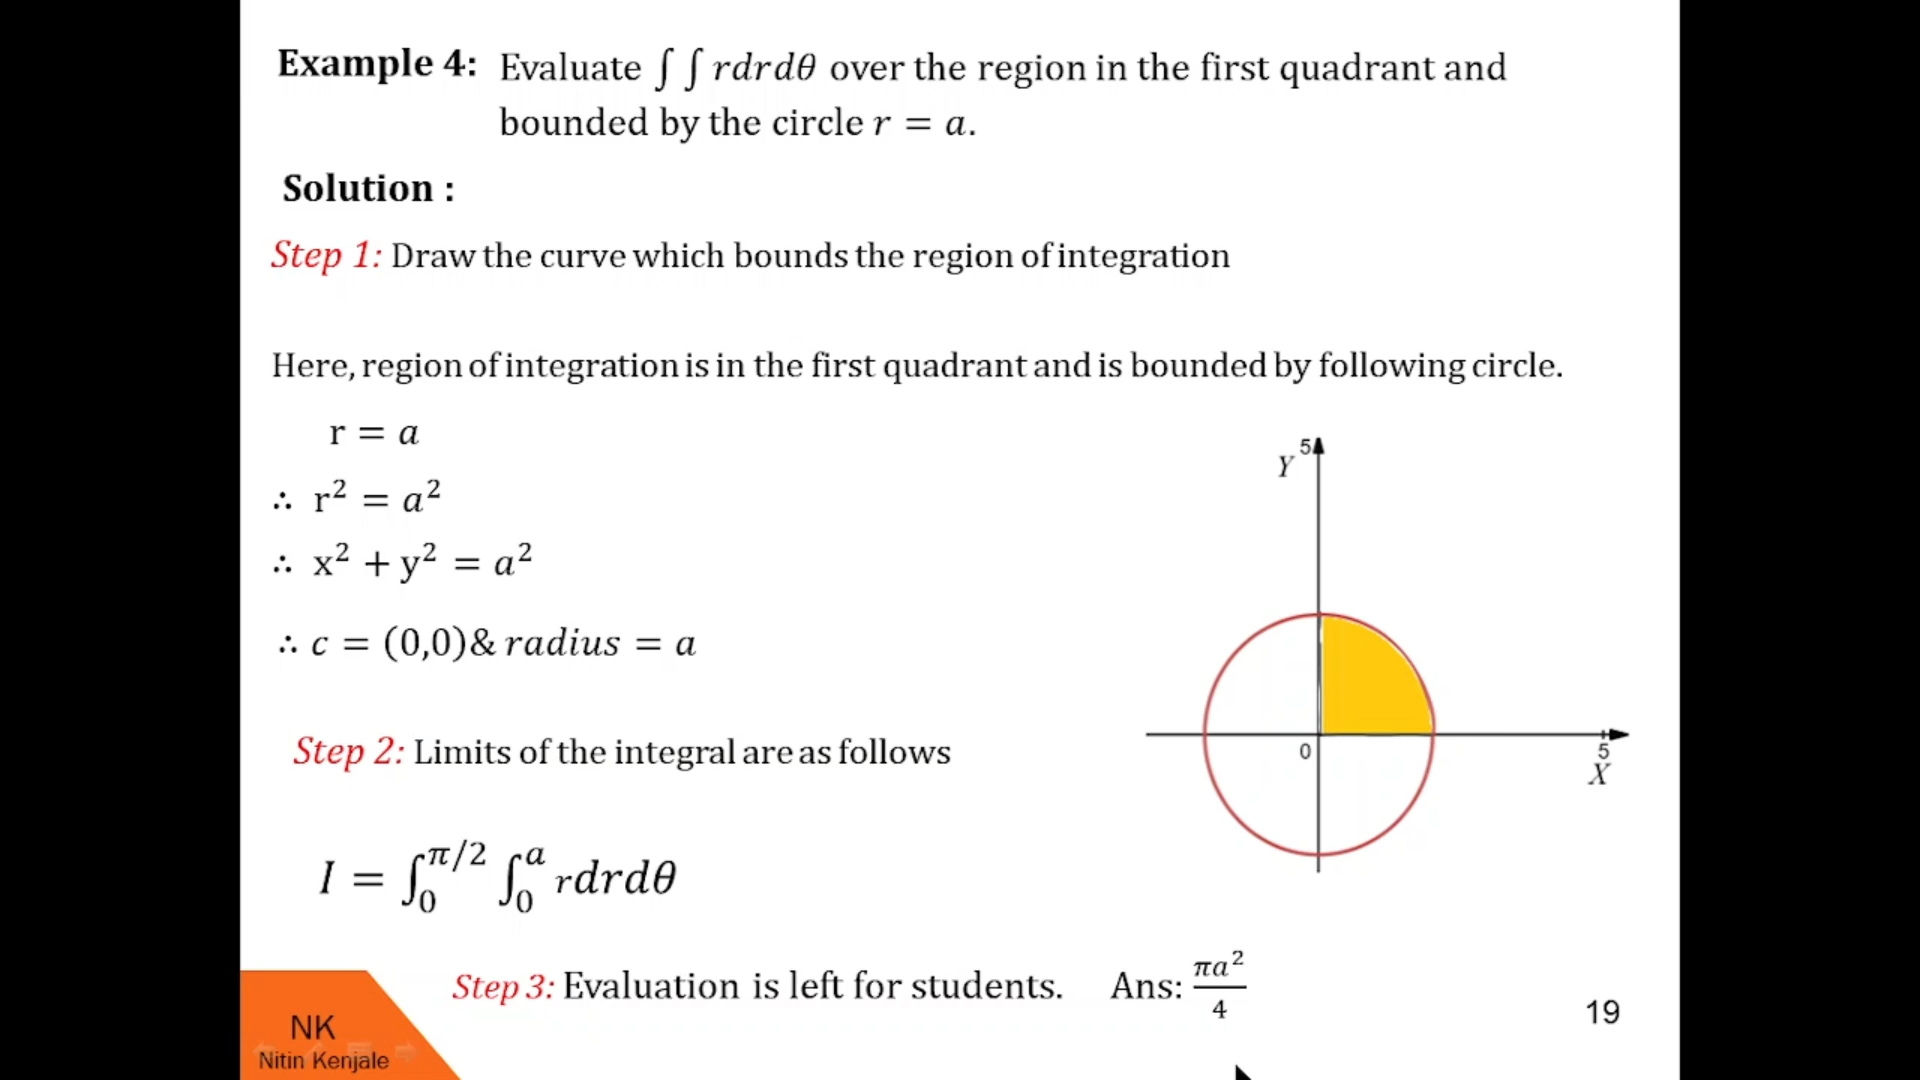 Example 4: Evaluate ∫ ∫ rdrdθ over the region in the first quadrant and
bounded by the circle r = a.
Solution :
Step 1: Draw the curve which bounds the region of integration
Here, region of integration is in the first quadrant and is bounded by following circle.
r = a
∴ r² = a²
∴ x² + y² = a²
∴ c = (0,0)& radius = a
Y 5
0
5
X
Step 2: Limits of the integral are as follows
I = ∫₀^π/2 ∫₀^a rdrdθ
Step 3: Evaluation is left for students. Ans: πa²/4
NK
Nitin Kenjale
19